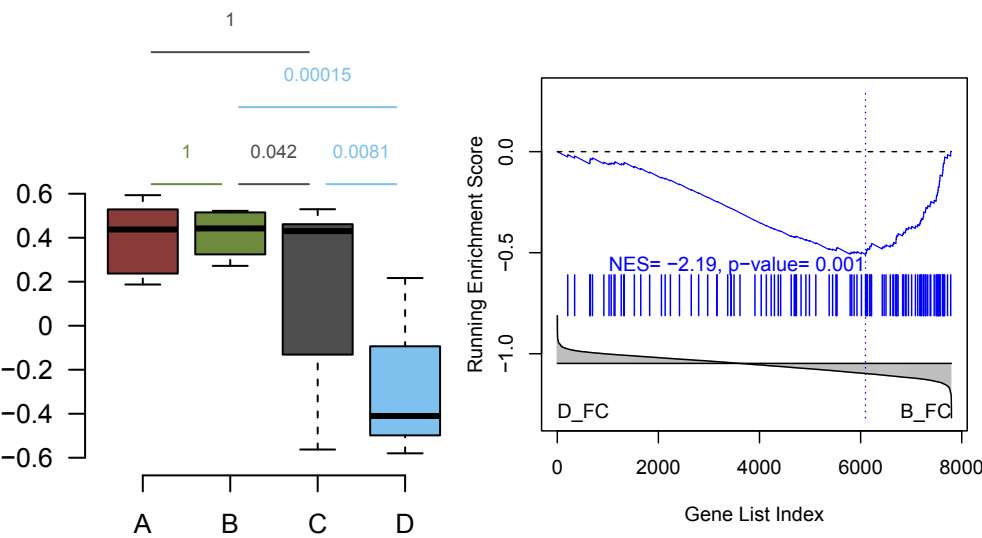 1
0.00015
1
0.042
0.0081
0.6
0.4
0.2
0
−0.2
−0.4
−0.6
A
B
C
D
Running Enrichment Score
0.0
−0.5
−1.0
NES= −2.19, p−value= 0.001
D_FC
B_FC
0
2000
4000
6000
8000
Gene List Index